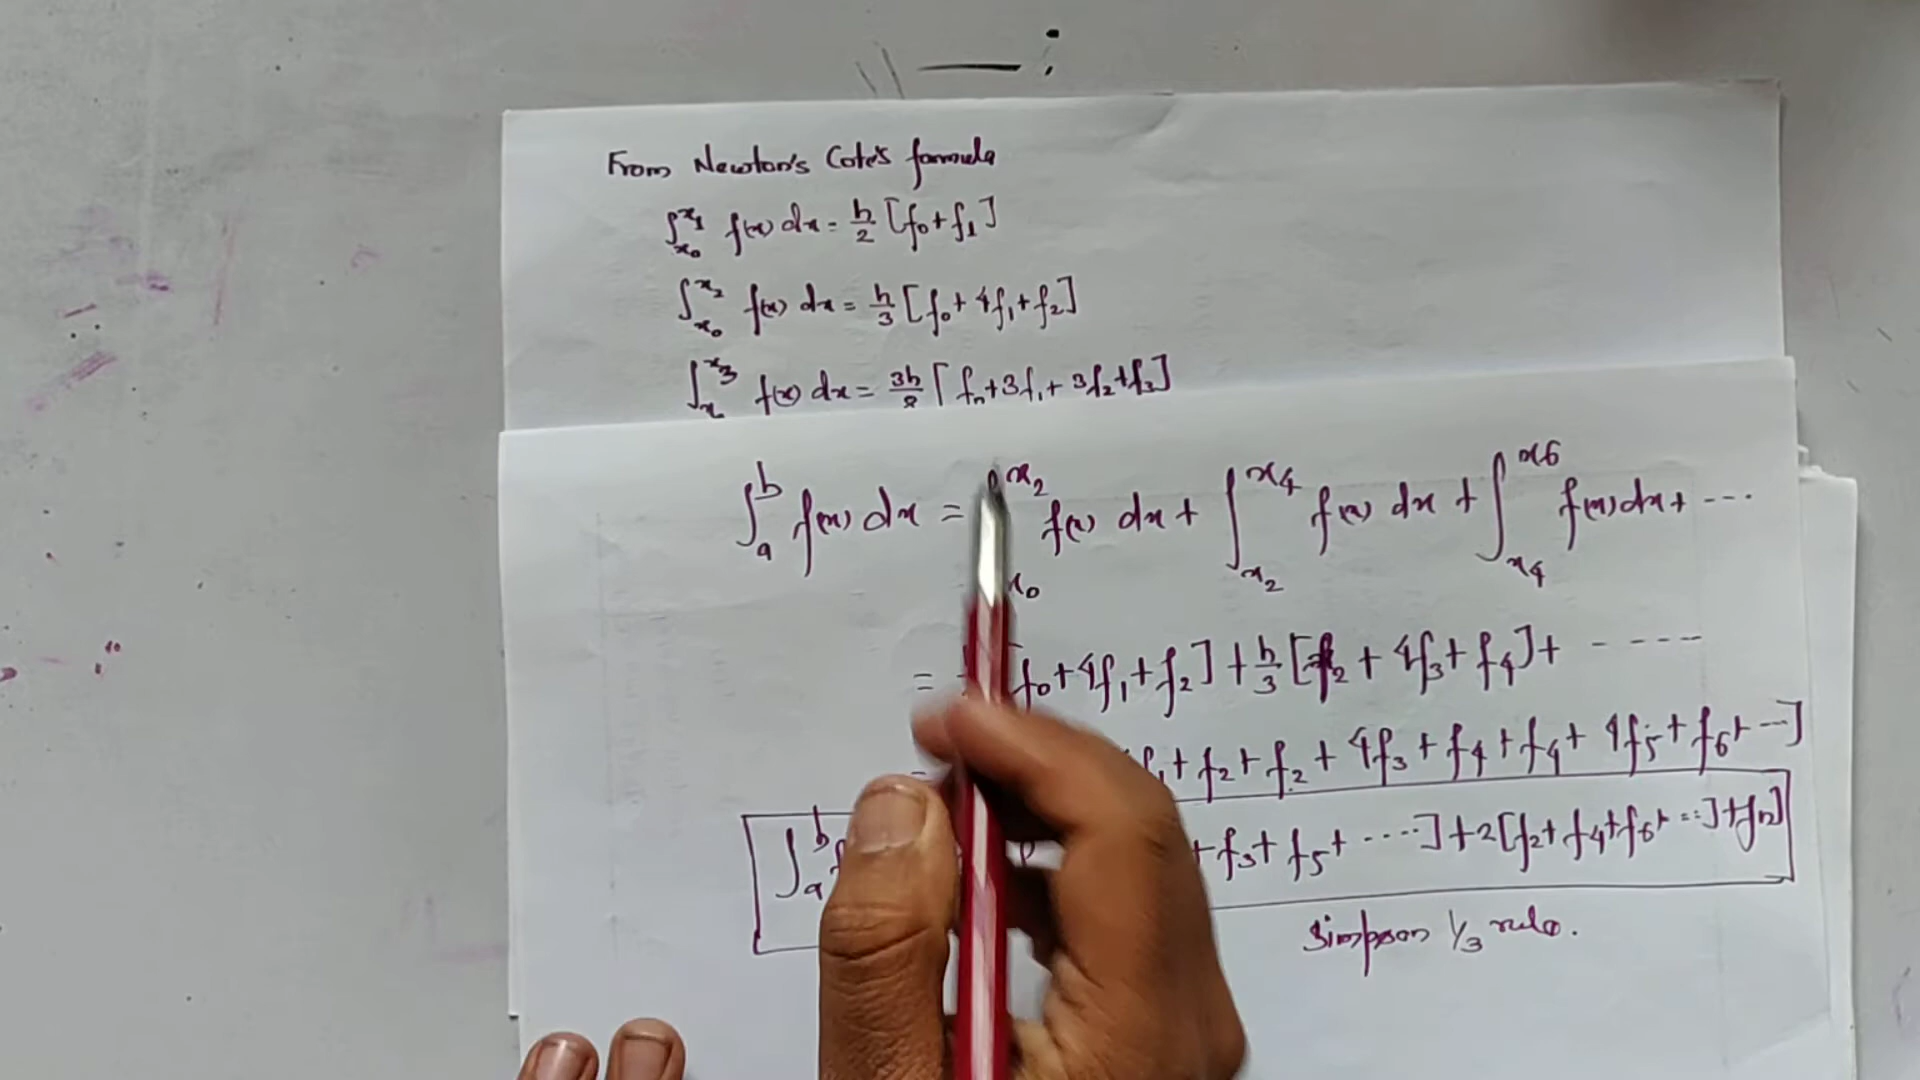 From Newton's Cote's formula
∫_{x0}^{x1} f(x) dx = h/2 [f0 + f1]
∫_{x0}^{x2} f(x) dx = h/3 [f0 + 4f1 + f2]
∫_{x}^{x3} f(x) dx = 3h/8 [f0 + 3f1 + 3f2 + f3]
∫_a^b f(x) dx = ∫_{x0}^{x2} f(x) dx + ∫_{x2}^{x4} f(x) dx + ∫_{x4}^{x6} f(x) dx + ...
= f0 + 4f1 + f2] + h/3 [f2 + 4f3 + f4] + - ----
f1 + f2 + f2 + 4f3 + f4 + f4 + 4f5 + f6 + ---]
∫_a^b + f3 + f5 + ....] + 2[f2 + f4 + f6 + ...] + fn]
Simpson 1/3 rule.